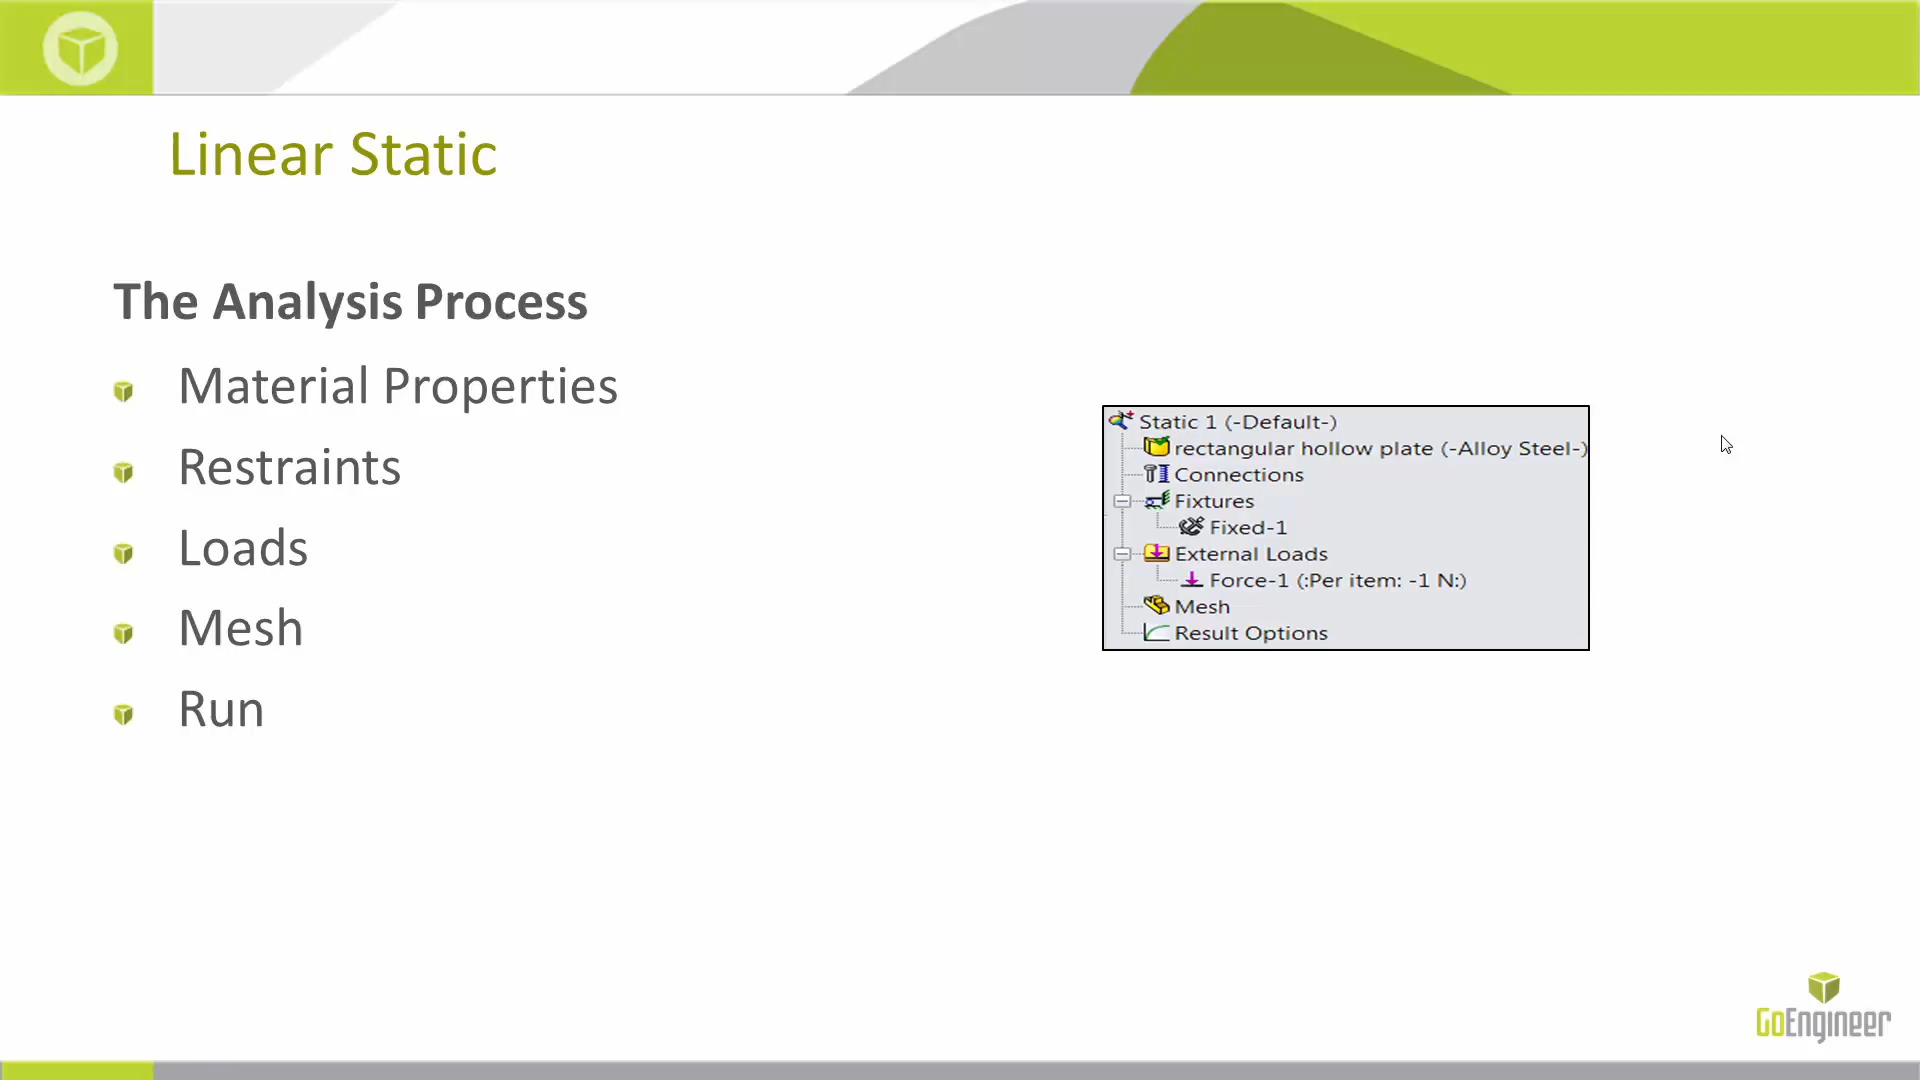 Linear Static
The Analysis Process
Material Properties
Restraints
Loads
Mesh
Run
Static 1 (-Default-)
rectangular hollow plate (-Alloy Steel-)
Connections
Fixtures
Fixed-1
External Loads
Force-1 (:Per item: -1 N:)
Mesh
Result Options
GoEngineer